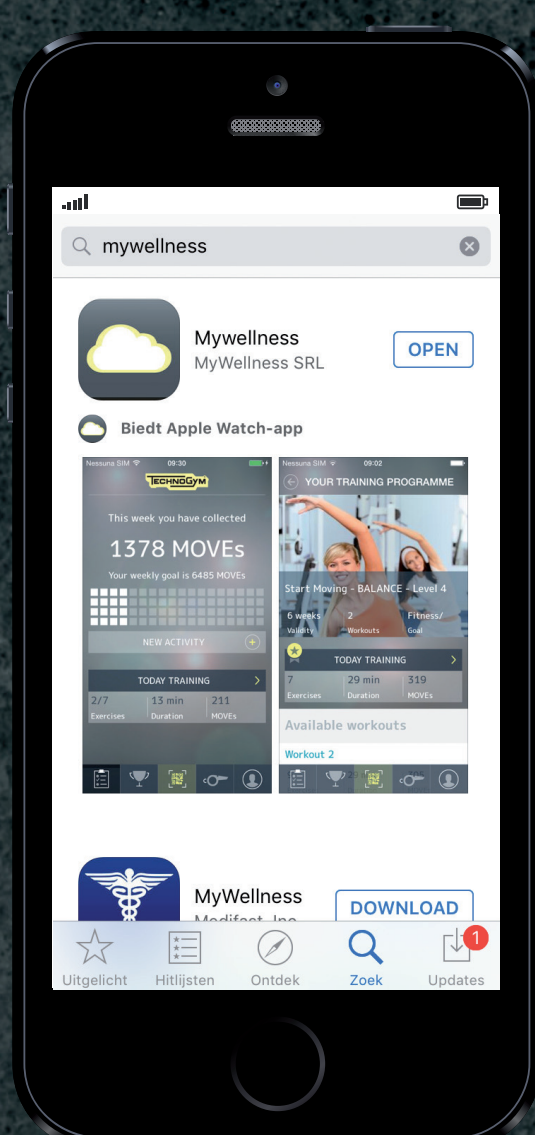 mywellness
Mywellness
MyWellness SRL
OPEN
Biedt Apple Watch-app
Nessuna SIM 09:30
TECHNOGYM
This week you have collected
1378 MOVEs
Your weekly goal is 6485 MOVEs
NEW ACTIVITY
TODAY TRAINING
2/7 13 min 211
Exercises Duration MOVEs
Nessuna SIM 09:02
YOUR TRAINING PROGRAMME
Start Moving - BALANCE - Level 4
6 weeks 2 Fitness/
Validity Workouts Goal
TODAY TRAINING
7 29 min 319
Exercises Duration MOVEs
Available workouts
Workout 2
MyWellness
Medifast, Inc
DOWNLOAD
1
Uitgelicht Hitlijsten Ontdek Zoek Updates